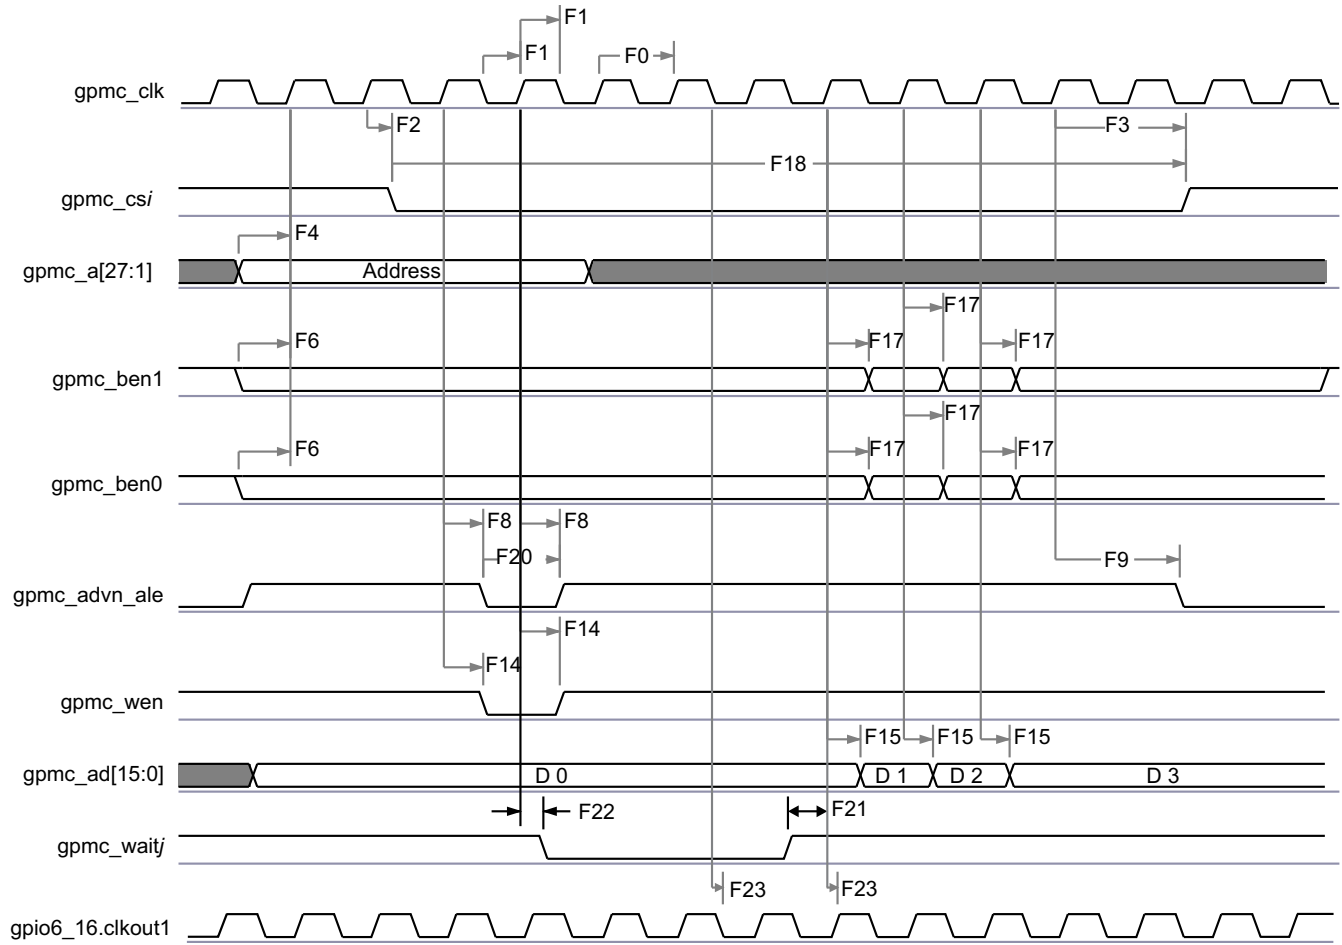 F1
F1
F0
gpmc_clk
F2
F3
F18
gpmc_csi
F4
gpmc_a[27:1]
Address
F17
F6
F17
F17
gpmc_ben1
F17
F6
F17
F17
gpmc_ben0
F8
F8
F20
F9
gpmc_advn_ale
F14
F14
gpmc_wen
F15
F15
F15
gpmc_ad[15:0]
D 0
D 1
D 2
D 3
F22
F21
gpmc_waitj
F23
F23
gpio6_16.clkout1